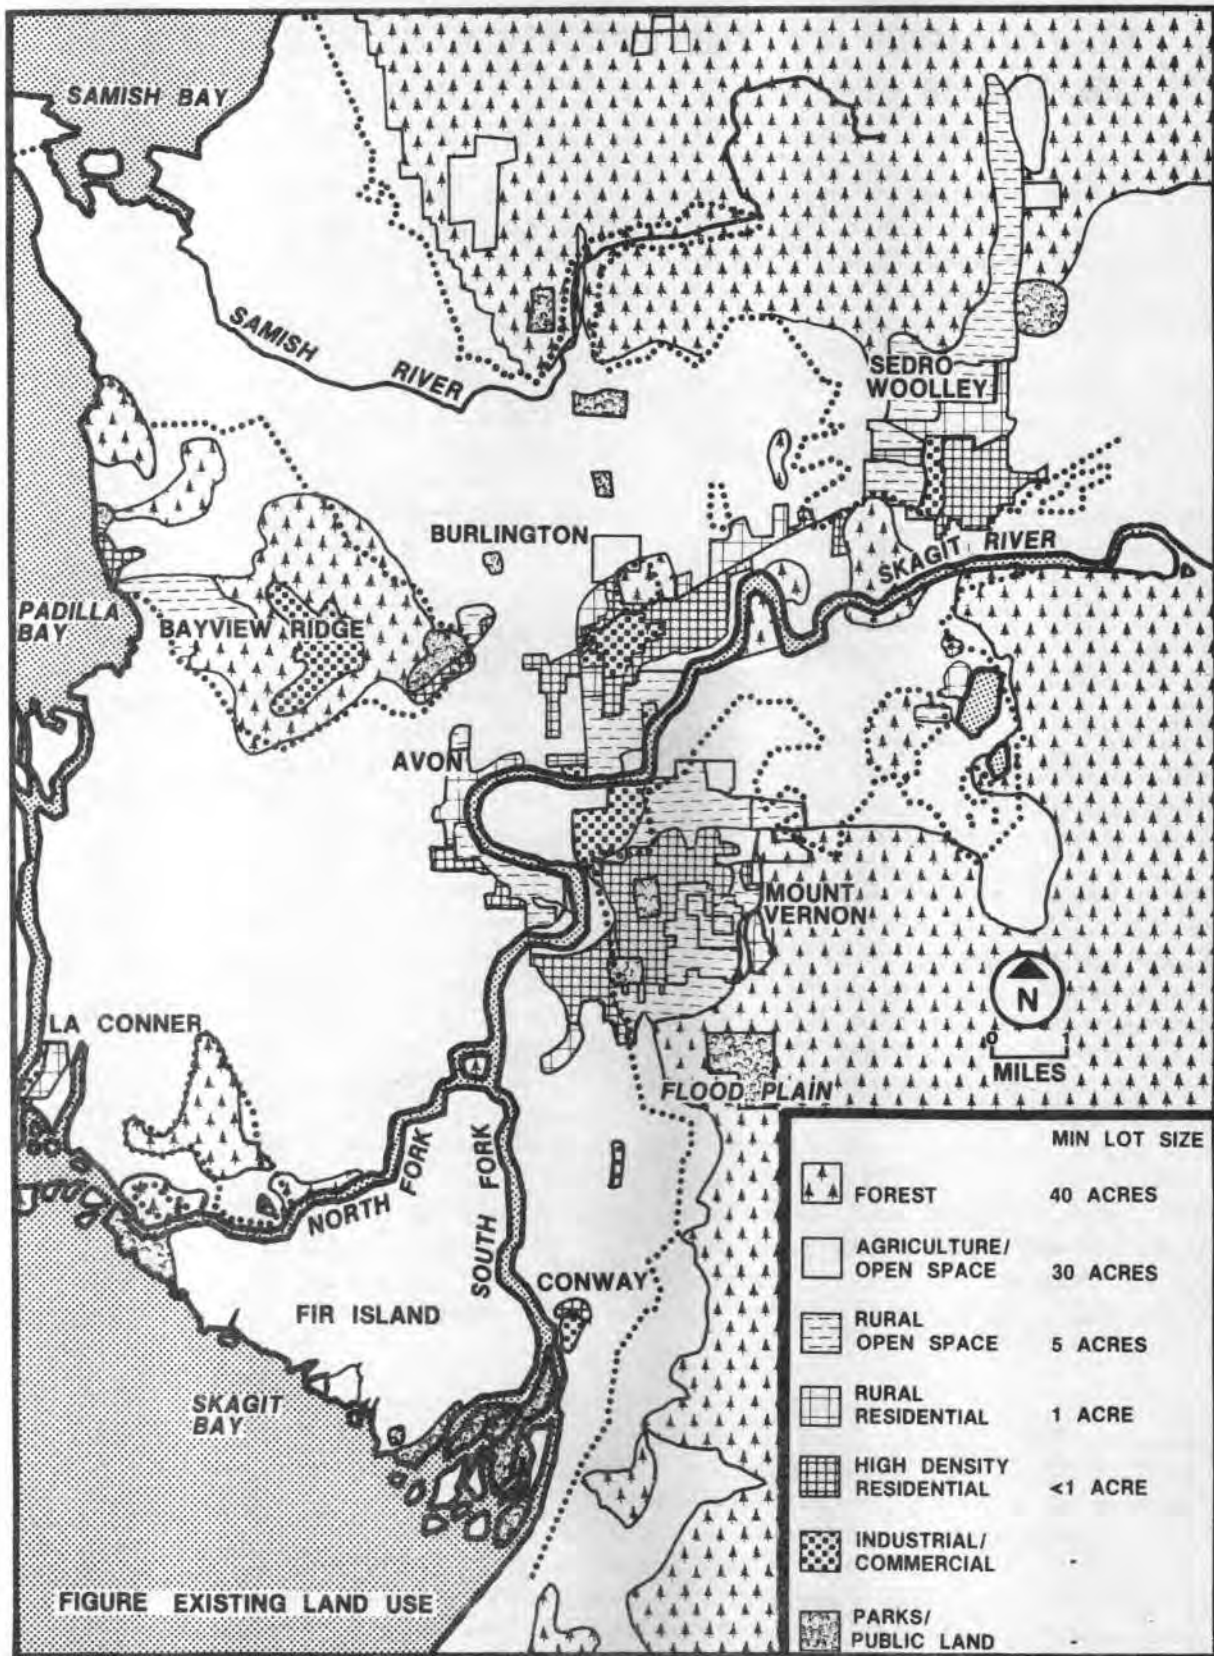 SAMISH BAY
SAMISH
RIVER
SEDRO
WOOLLEY
BURLINGTON
SKAGIT RIVER
PADILLA
BAY
BAYVIEW RIDGE
AVON
MOUNT
VERNON
N
0 1
MILES
LA CONNER
FLOOD PLAIN
NORTH
FORK
SOUTH FORK
CONWAY
FIR ISLAND
SKAGIT
BAY
FIGURE EXISTING LAND USE
MIN LOT SIZE
FOREST 40 ACRES
AGRICULTURE/
OPEN SPACE 30 ACRES
RURAL
OPEN SPACE 5 ACRES
RURAL
RESIDENTIAL 1 ACRE
HIGH DENSITY
RESIDENTIAL <1 ACRE
INDUSTRIAL/
COMMERCIAL -
PARKS/
PUBLIC LAND -